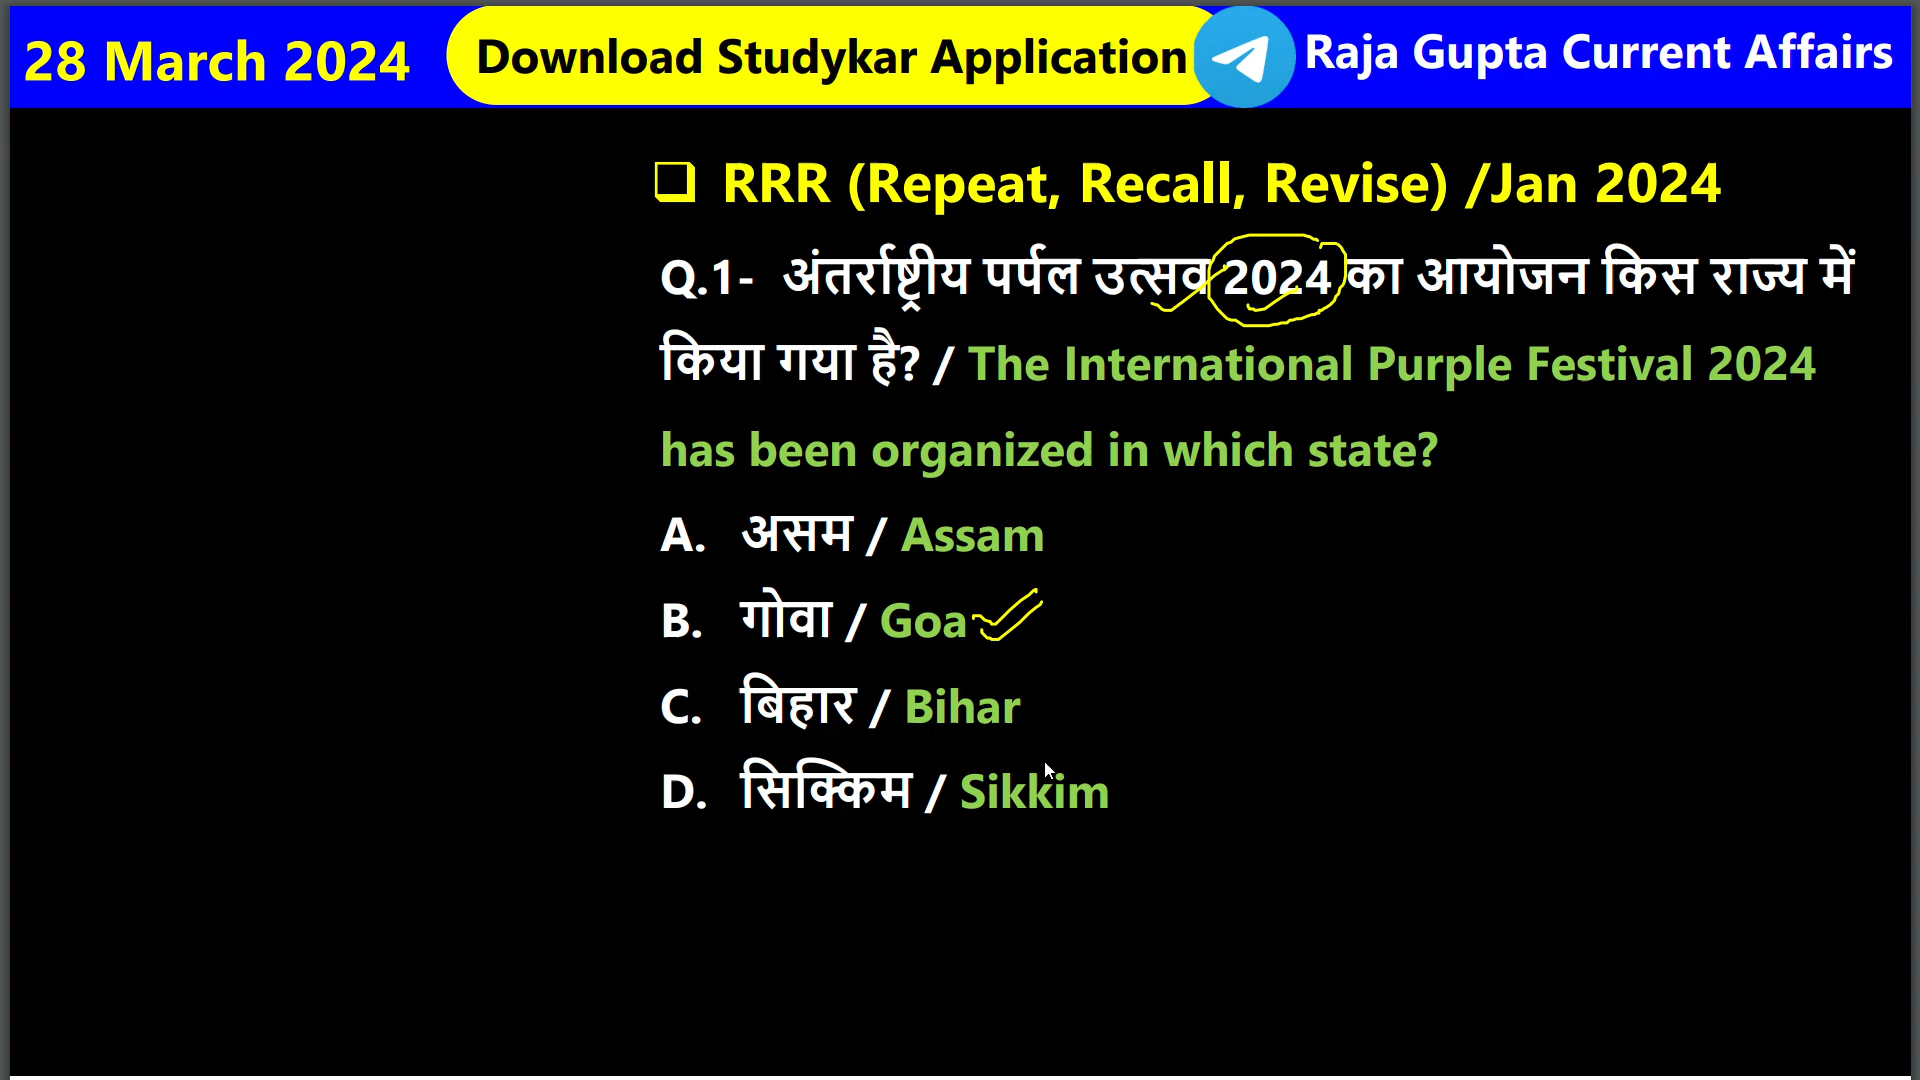 28 March 2024 Download Studykar Application Raja Gupta Current Affairs
❑ RRR (Repeat, Recall, Revise) /Jan 2024
Q.1- अंतर्राष्ट्रीय पर्पल उत्सव 2024 का आयोजन किस राज्य में
किया गया है? / The International Purple Festival 2024
has been organized in which state?
A. असम / Assam
B. गोवा / Goa
C. बिहार / Bihar
D. सिक्किम / Sikkim